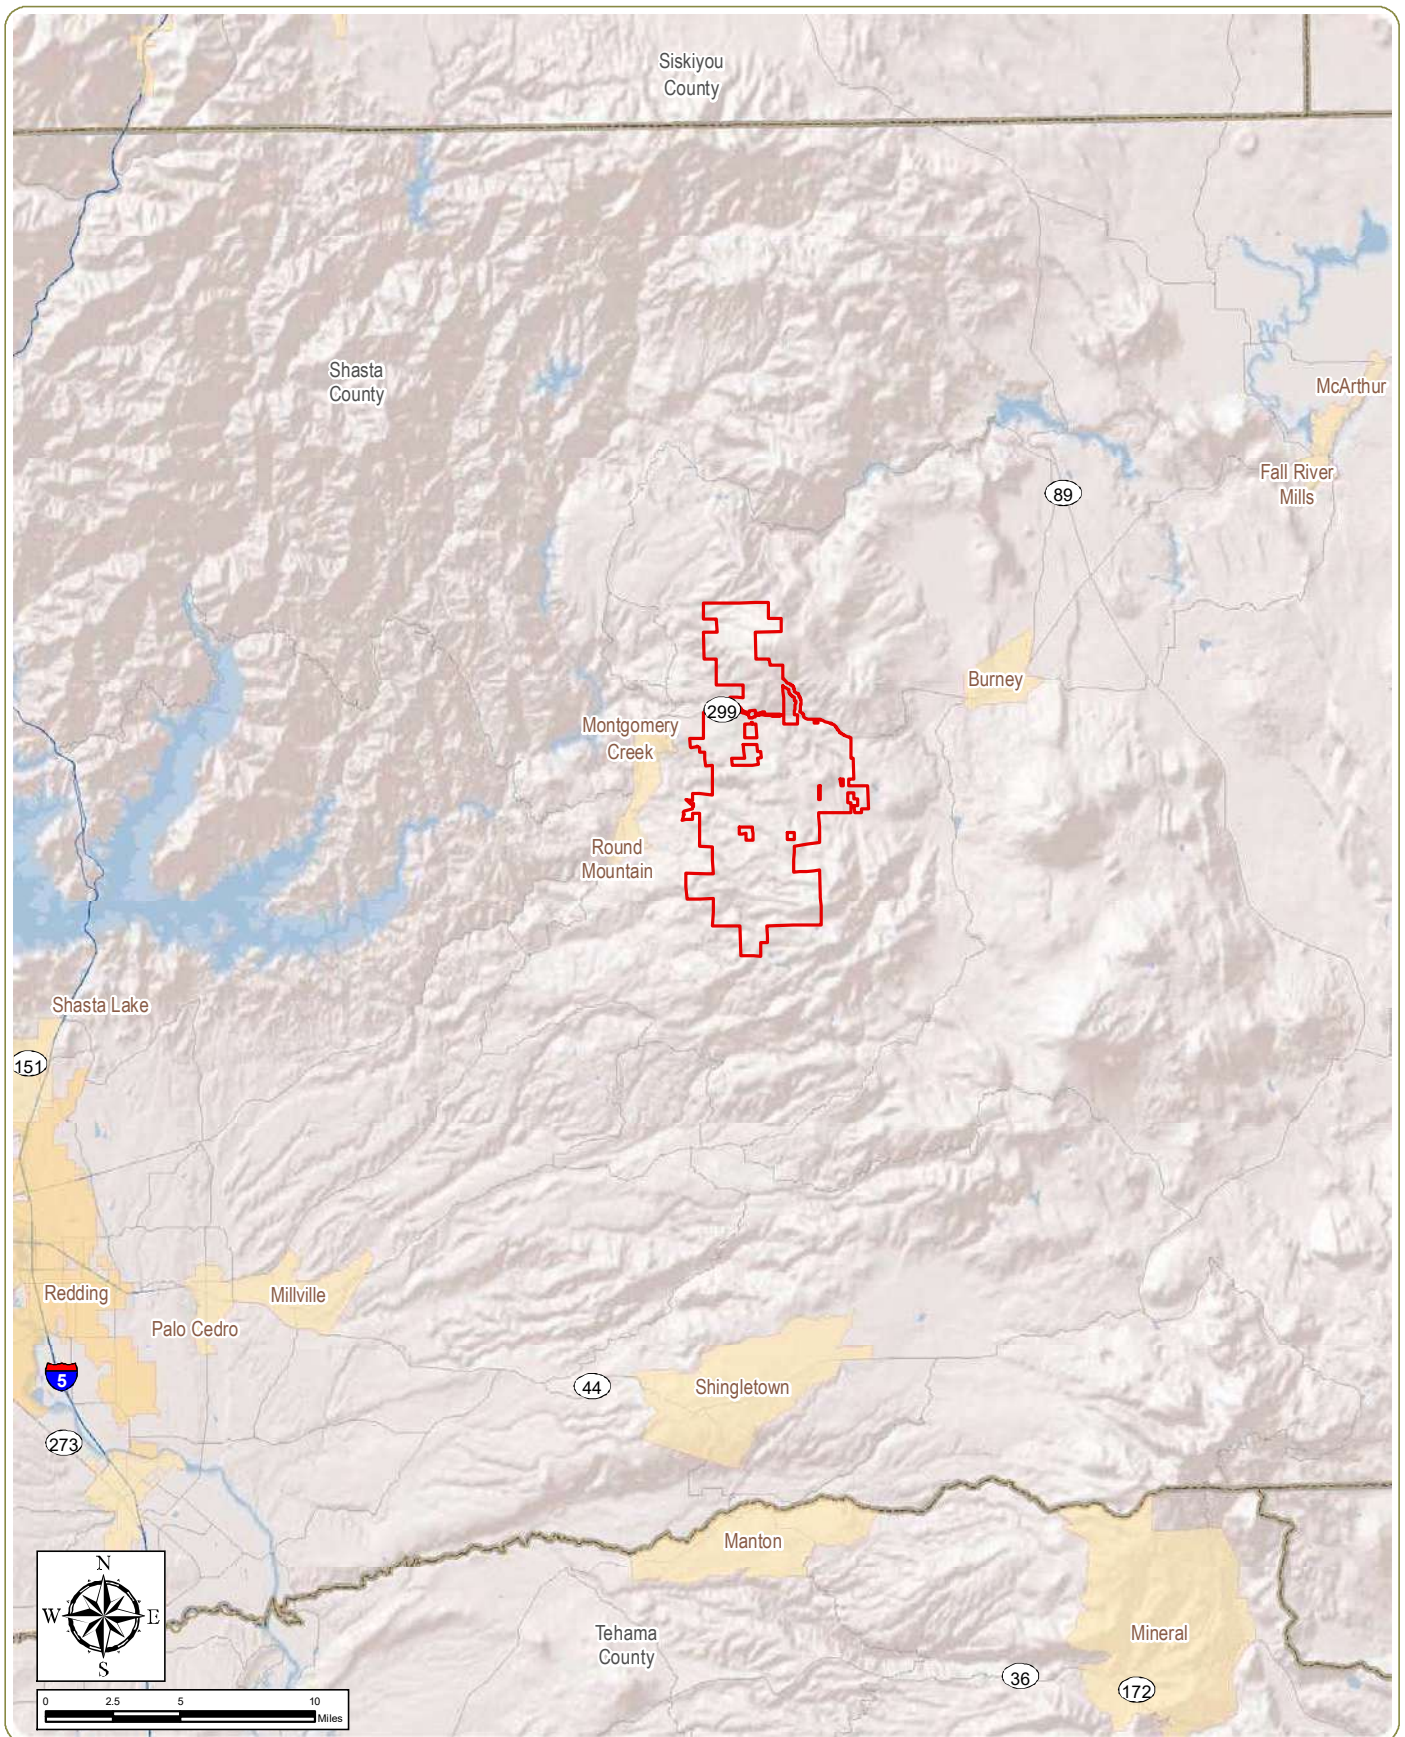 Siskiyou
County
Shasta
County
McArthur
Fall River
Mills
89
Burney
299
Montgomery
Creek
Round
Mountain
Shasta Lake
151
Redding
Millville
Palo Cedro
5
44
Shingletown
273
Manton
N
W E
S
Tehama
County
Mineral
36
172
0 2.5 5 10
Miles